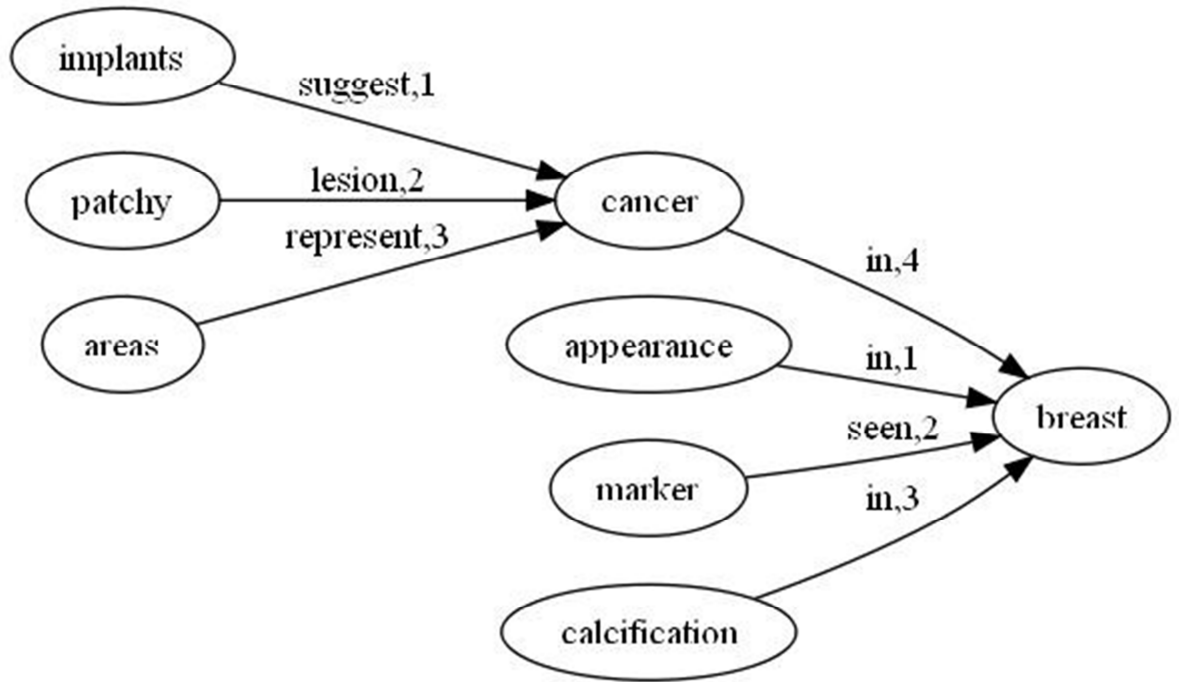 implants
suggest,1
patchy
lesion,2
cancer
represent,3
areas
in,4
appearance
in,1
breast
seen,2
marker
in,3
calcification